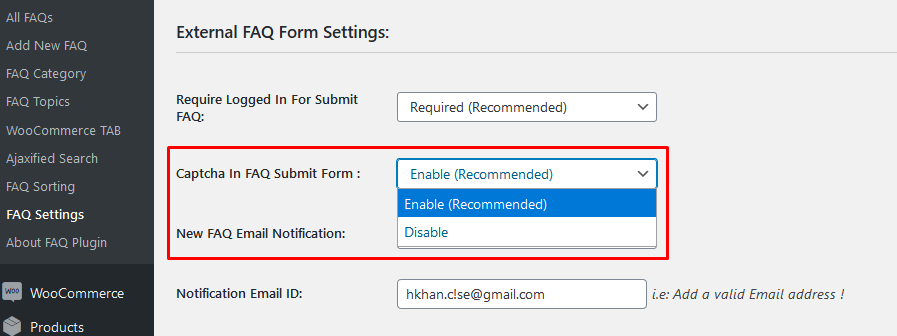 All FAQs
Add New FAQ
FAQ Category
FAQ Topics
WooCommerce TAB
Ajaxified Search
FAQ Sorting
FAQ Settings
About FAQ Plugin
WOO
WooCommerce
Products
External FAQ Form Settings:
Require Logged In For Submit
FAQ:
Required (Recommended)
Captcha In FAQ Submit Form :
Enable (Recommended)
Enable (Recommended)
Disable
New FAQ Email Notification:
Notification Email ID:
hkhan.c!se@gmail.com
i.e: Add a valid Email address !